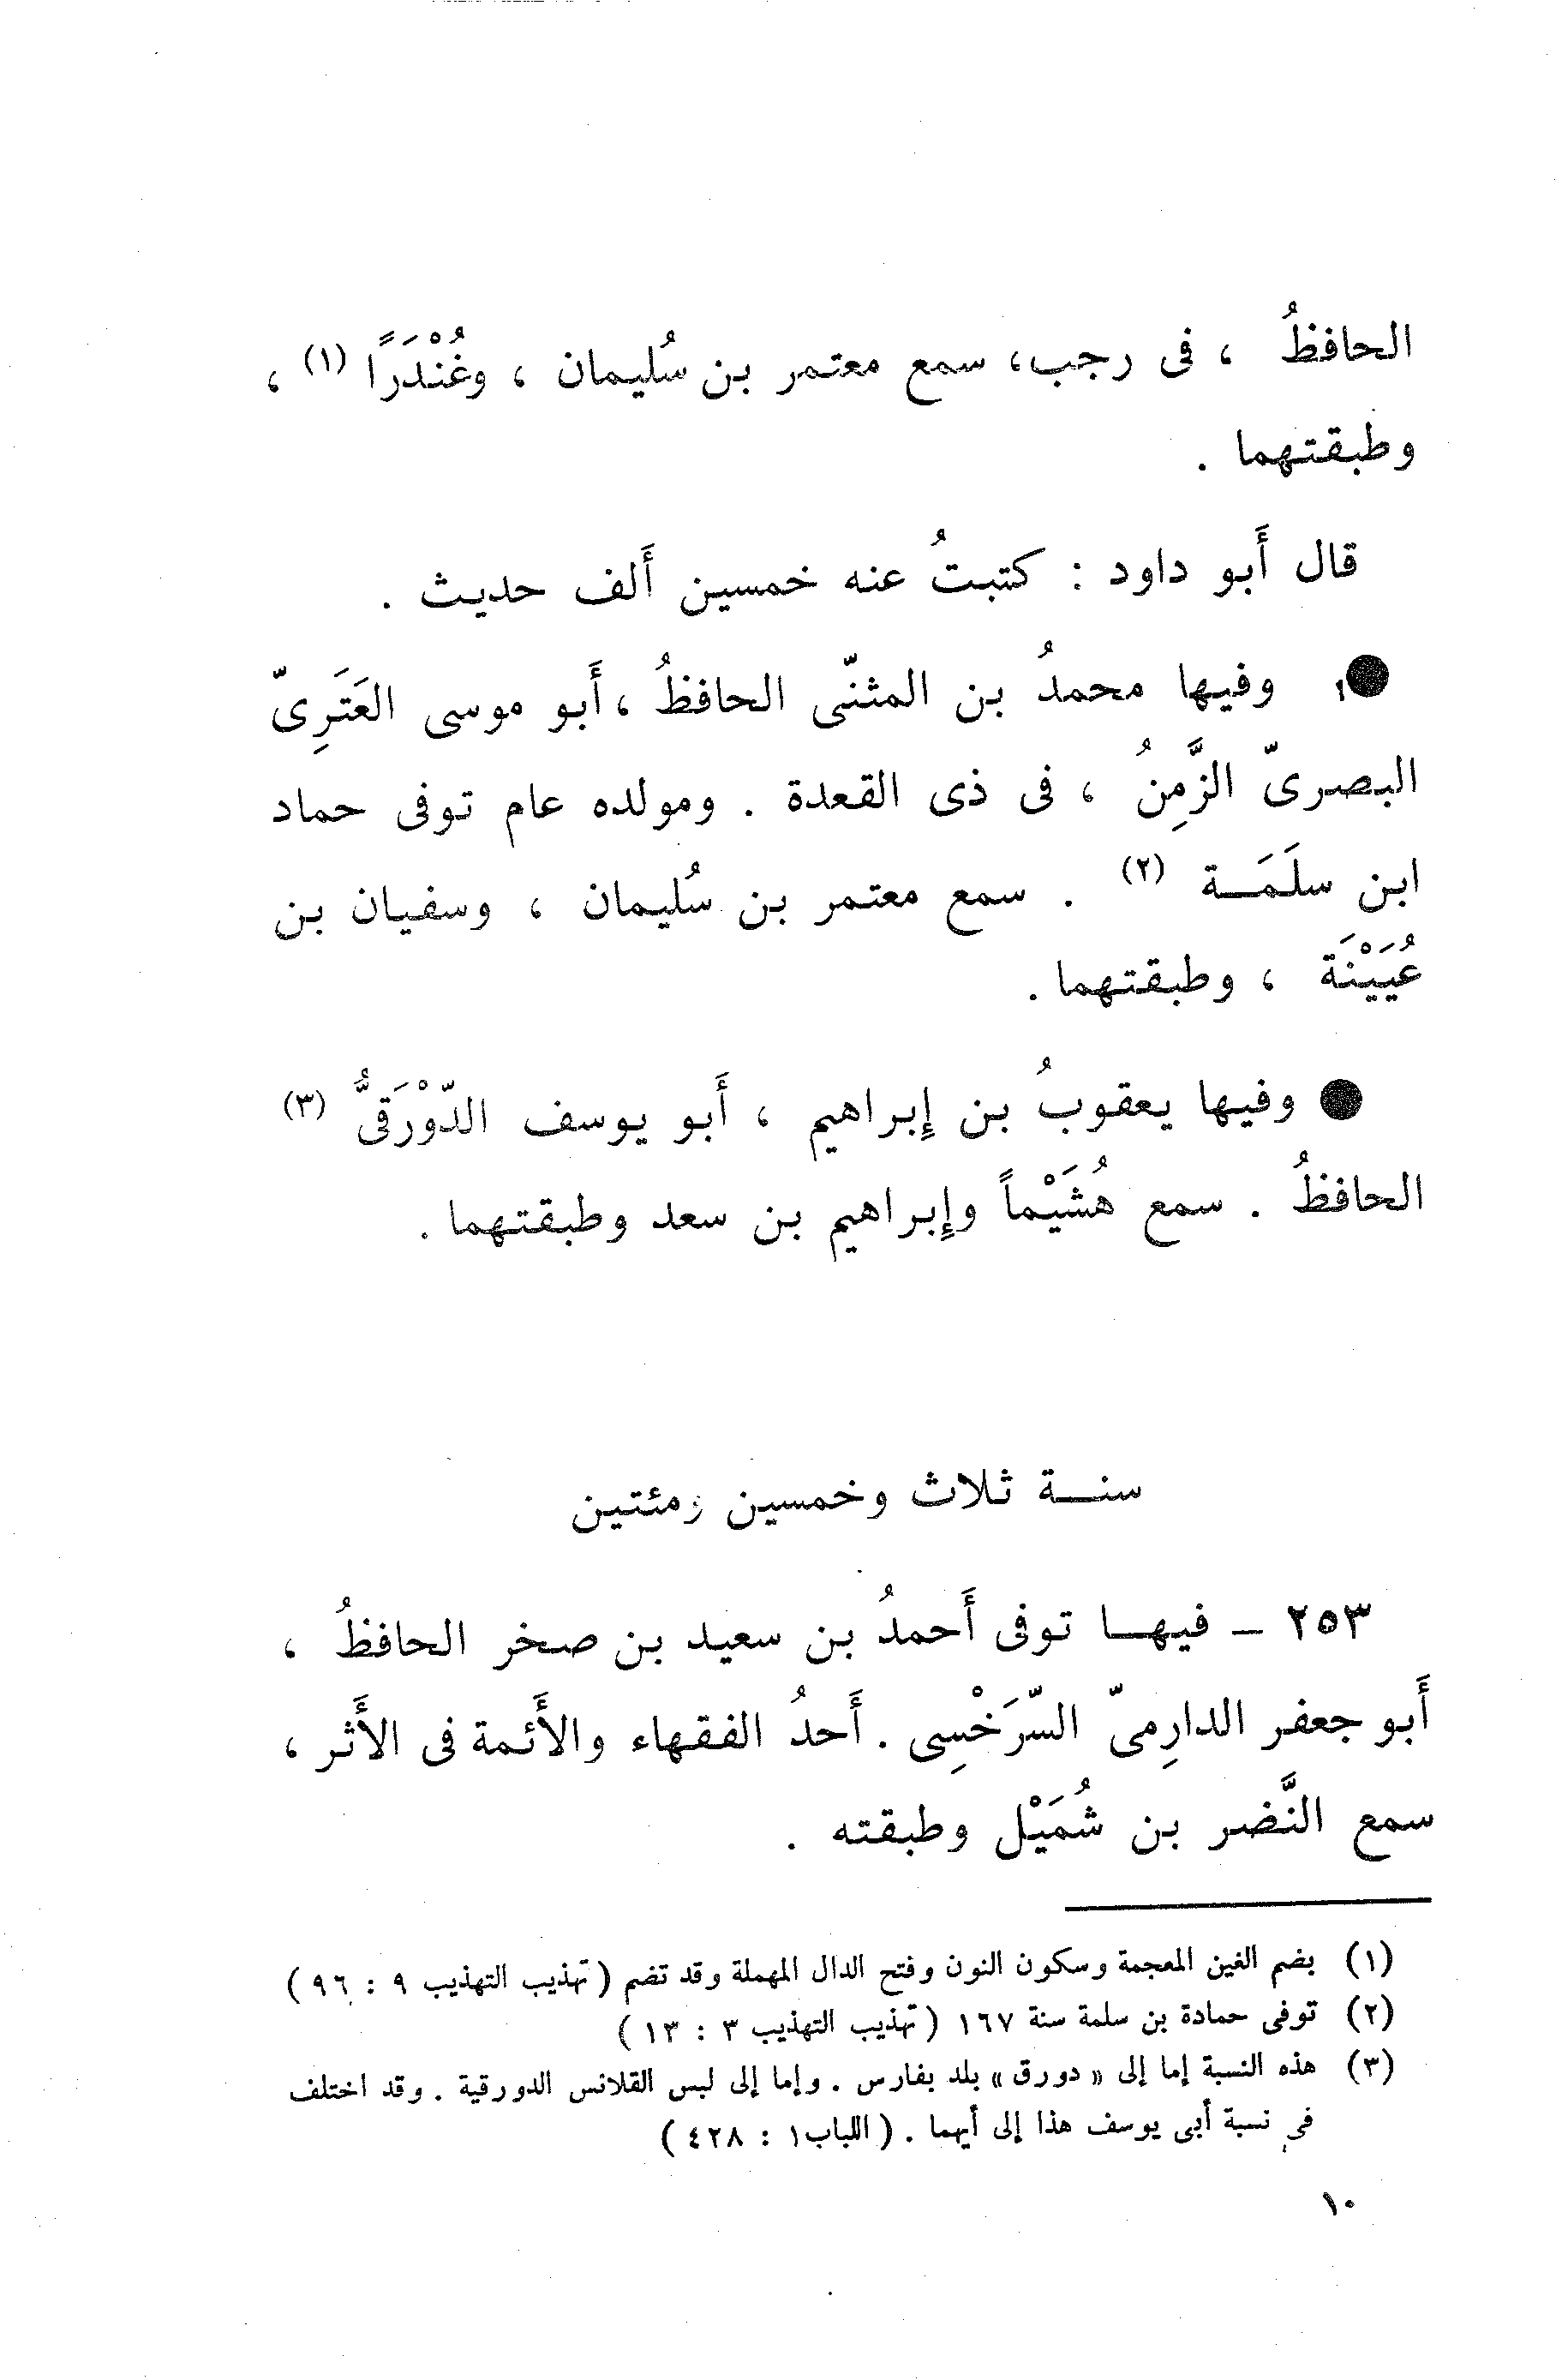 الحافظُ ، فى رجب، سمع معتمر بن سُليمان ، وغُنْدَرًا (١) ،
وطبقتهما .
قال أَبو داود : كتبتُ عنه خمسين أَلف حديث .
● وفيها محمدُ بن المثنّى الحافظُ ، أَبو موسى العَتَرِىّ
البصرىّ الزَّمِنُ ، فى ذى القعدة . ومولده عام توفى حماد
ابن سلَمَـــة (٢) . سمع معتمر بن سُليمان ، وسفيان بن
عُيَيْنَة ، وطبقتهما .
● وفيها يعقوبُ بن إِبراهيم ، أَبو يوسف الدّوْرَقىُّ (٣)
الحافظُ . سمع هُشَيْماً وإِبراهيم بن سعد وطبقتهما .
سنـــة ثلاث وخمسين ومئتين
٢٥٣ – فيهـــا توفى أَحمدُ بن سعيد بن صخر الحافظُ ،
أَبو جعفر الدارِمىّ السّرَخْسِى . أَحدُ الفقهاء والأَئمة فى الأَثر ،
سمع النَّضر بن شُمَيْل وطبقته .
(١) بضم الغين المعجمة وسكون النون وفتح الدال المهملة وقد تضم ( تهذيب التهذيب ٩ : ٩٦ )
(٢) توفى حمادة بن سلمة سنة ١٦٧ ( تهذيب التهذيب ٣ : ١٣ )
(٣) هذه النسبة إما إلى « دورق » بلد بفارس . وإما إلى لبس القلانس الدورقية . وقد اختلف
فى نسبة أبى يوسف هذا إلى أيهما . ( اللباب ١ : ٤٢٨ )
١٠